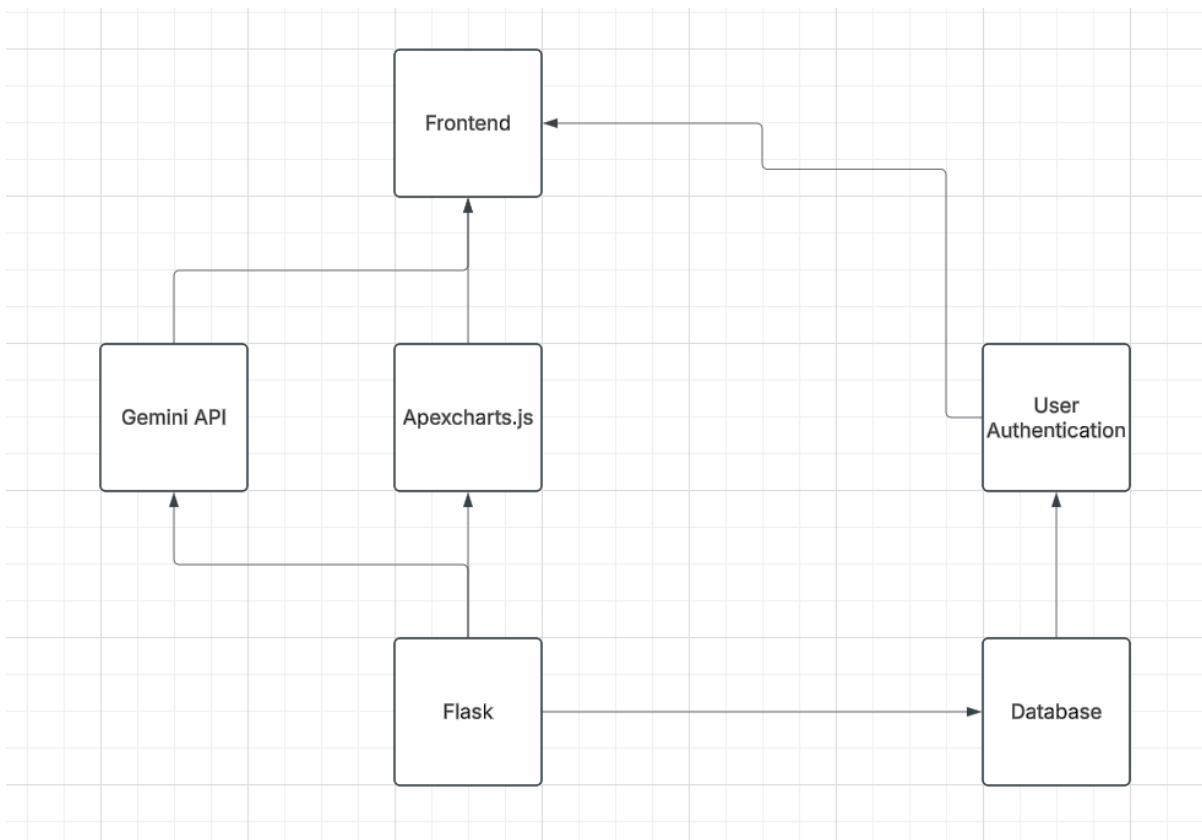 Frontend
Gemini API
Apexcharts.js
User
Authentication
Flask
Database